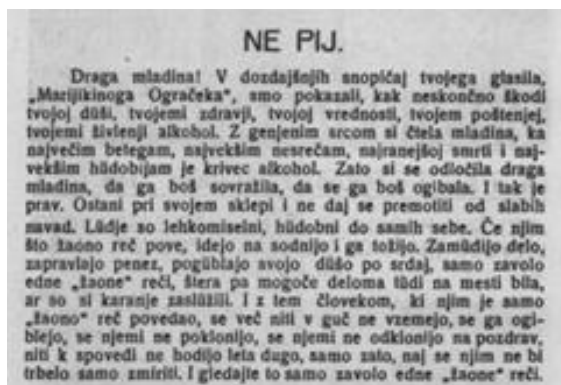 NE PIJ.
Draga mladina! V dozdajšnjih snopičaj tvojega glasila,
„Marijikinoga Ogračeka“, smo pokazali, kak neskončno škodi
tvojoj düši, tvojemi zdravji, tvojoj vrednosti, tvojem poštenjej,
tvojemi živlenji alkohol. Z genjenim srcom si čtela mladina, ka
največim betegam, najvekšim nesrečam, najranejšoj smrti i naj-
vekšim hüdobijam je krivec alkohol. Zato si se odločila draga
mladina, da ga boš sovražila, da se ga boš ogibala. I tak je
prav. Ostani pri svojem sklepi i ne daj se premotiti od slabih
navad. Lüdje so lehkomiselni, hüdobni do samih sebe. Če njim
što žaono reč pove, idejo na sodnijo i ga tožijo. Zamüdijo delo,
zapravlajo penez, pogüblajo svojo düšo po srdaj, samo zavolo
edne „žaone“ reči, štera pa mogoče deloma tüdi na mesti bila,
ar so si karanje zaslüžili. I z tem človekom, ki njim je samo
„žaono“ reč povedao, se več niti v guč ne vzemejo, se ga ogi-
blejo, se njemi ne poklonijo, se njemi ne odklonijo na pozdrav,
niti k spovedi ne hodijo leta dugo, samo zato, naj se njim ne bi
trbelo samo zmiriti. I gledajte to samo zavolo edne „žaone“ reči.